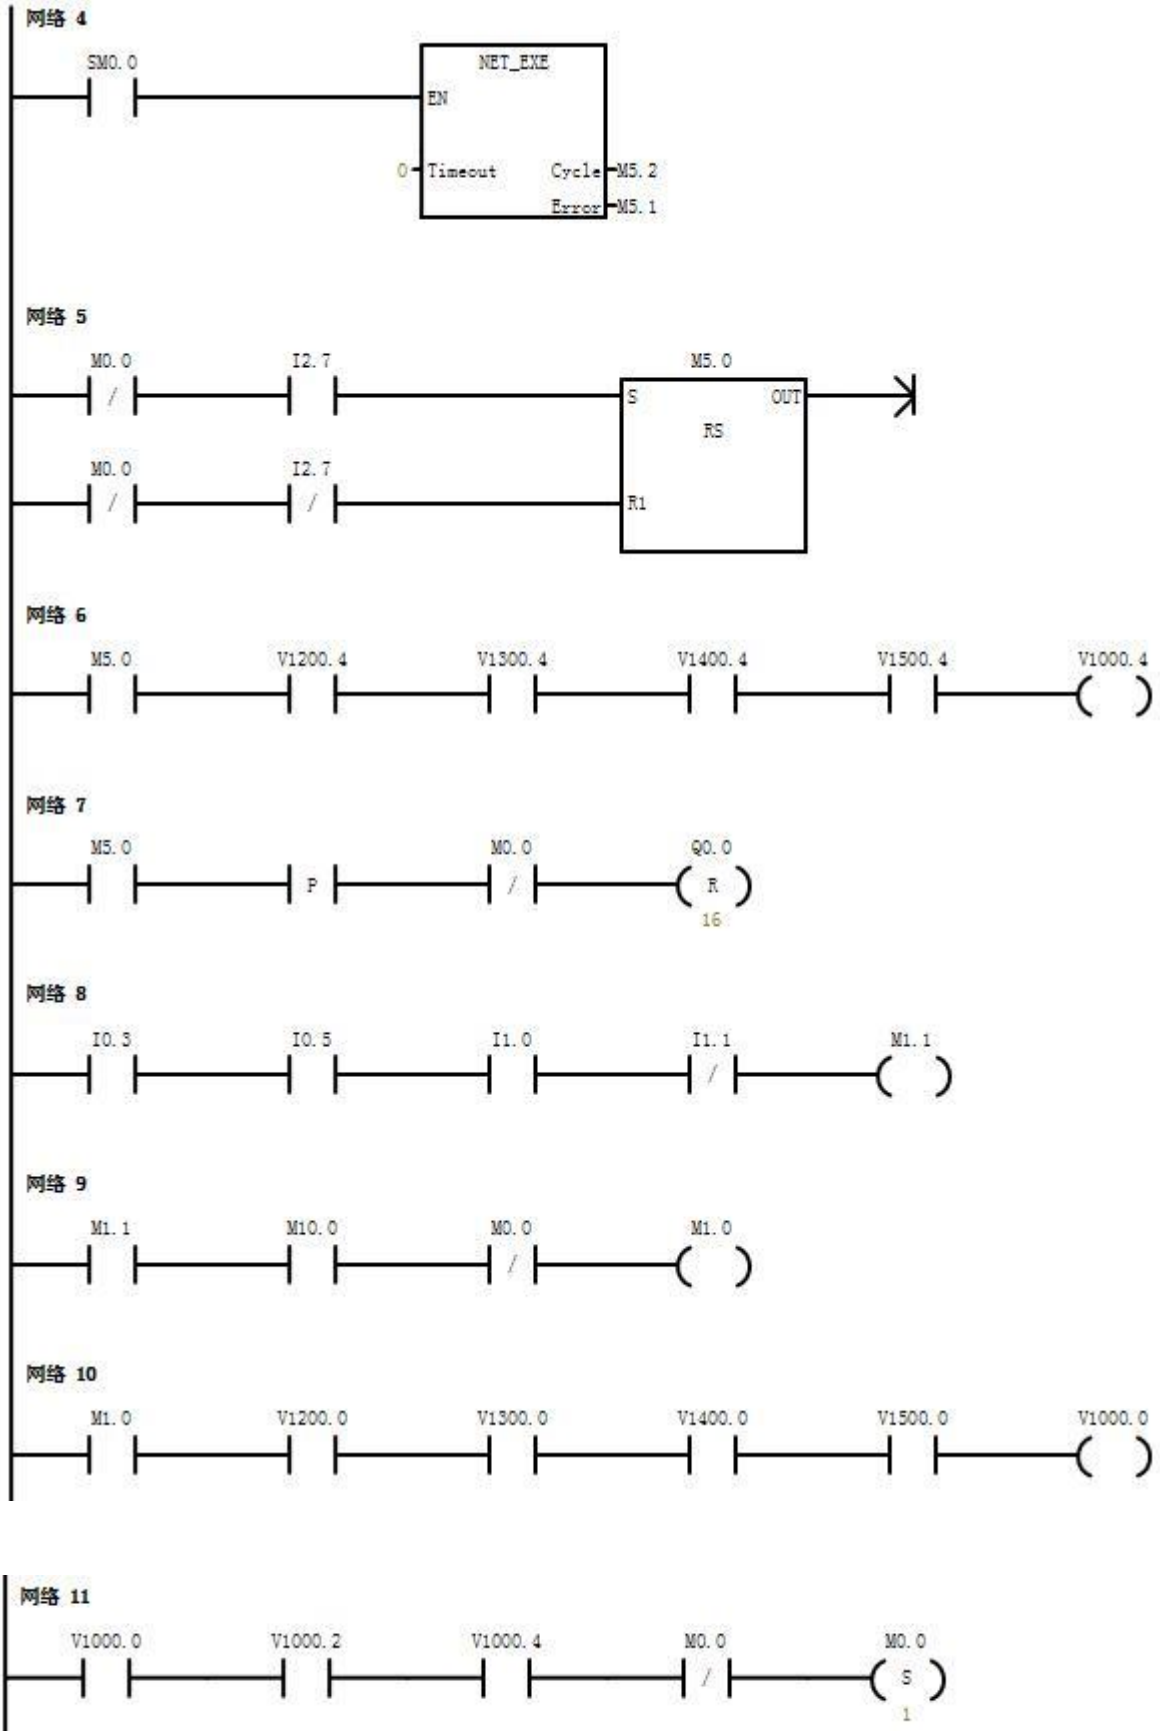 网络 4
SM0.0
NET_EXE
EN
0 Timeout Cycle M5.2
Error M5.1
网络 5
M0.0 I2.7 M5.0
/ S OUT
RS
M0.0 I2.7
/ / R1
网络 6
M5.0 V1200.4 V1300.4 V1400.4 V1500.4 V1000.4
网络 7
M5.0 M0.0 Q0.0
P / R
16
网络 8
I0.3 I0.5 I1.0 I1.1 M1.1
/
网络 9
M1.1 M10.0 M0.0 M1.0
/
网络 10
M1.0 V1200.0 V1300.0 V1400.0 V1500.0 V1000.0
网络 11
V1000.0 V1000.2 V1000.4 M0.0 M0.0
/ S
1